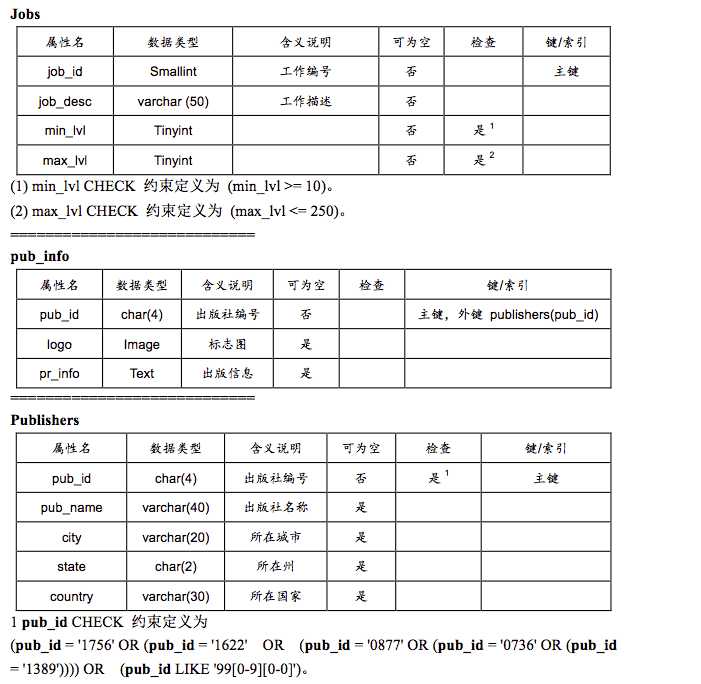 Jobs
属性名 数据类型 含义说明 可为空 检查 键/索引
job_id Smallint 工作编号 否 主键
job_desc varchar (50) 工作描述 否
min_lvl Tinyint 否 是 1
max_lvl Tinyint 否 是 2
(1) min_lvl CHECK 约束定义为 (min_lvl >= 10)。
(2) max_lvl CHECK 约束定义为 (max_lvl <= 250)。
============================
pub_info
属性名 数据类型 含义说明 可为空 检查 键/索引
pub_id char(4) 出版社编号 否 主键，外键 publishers(pub_id)
logo Image 标志图 是
pr_info Text 出版信息 是
============================
Publishers
属性名 数据类型 含义说明 可为空 检查 键/索引
pub_id char(4) 出版社编号 否 是 1 主键
pub_name varchar(40) 出版社名称 是
city varchar(20) 所在城市 是
state char(2) 所在州 是
country varchar(30) 所在国家 是
1 pub_id CHECK 约束定义为
(pub_id = '1756' OR (pub_id = '1622' OR (pub_id = '0877' OR (pub_id = '0736' OR (pub_id
= '1389')))) OR (pub_id LIKE '99[0-9][0-0]')。